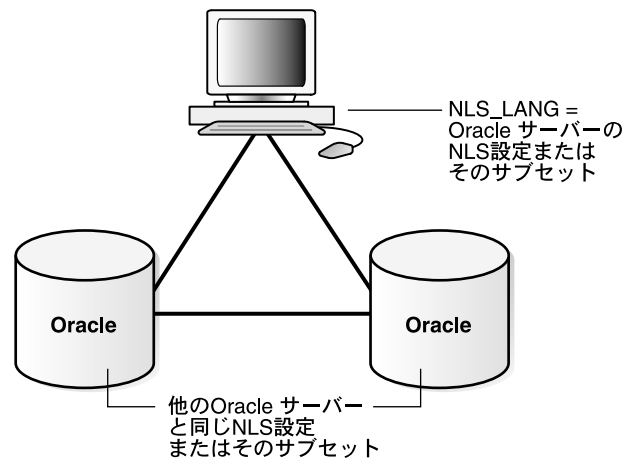 NLS_LANG =
Oracle サーバーの
NLS設定または
そのサブセット
Oracle
Oracle
他のOracle サーバー
と同じNLS設定
またはそのサブセット